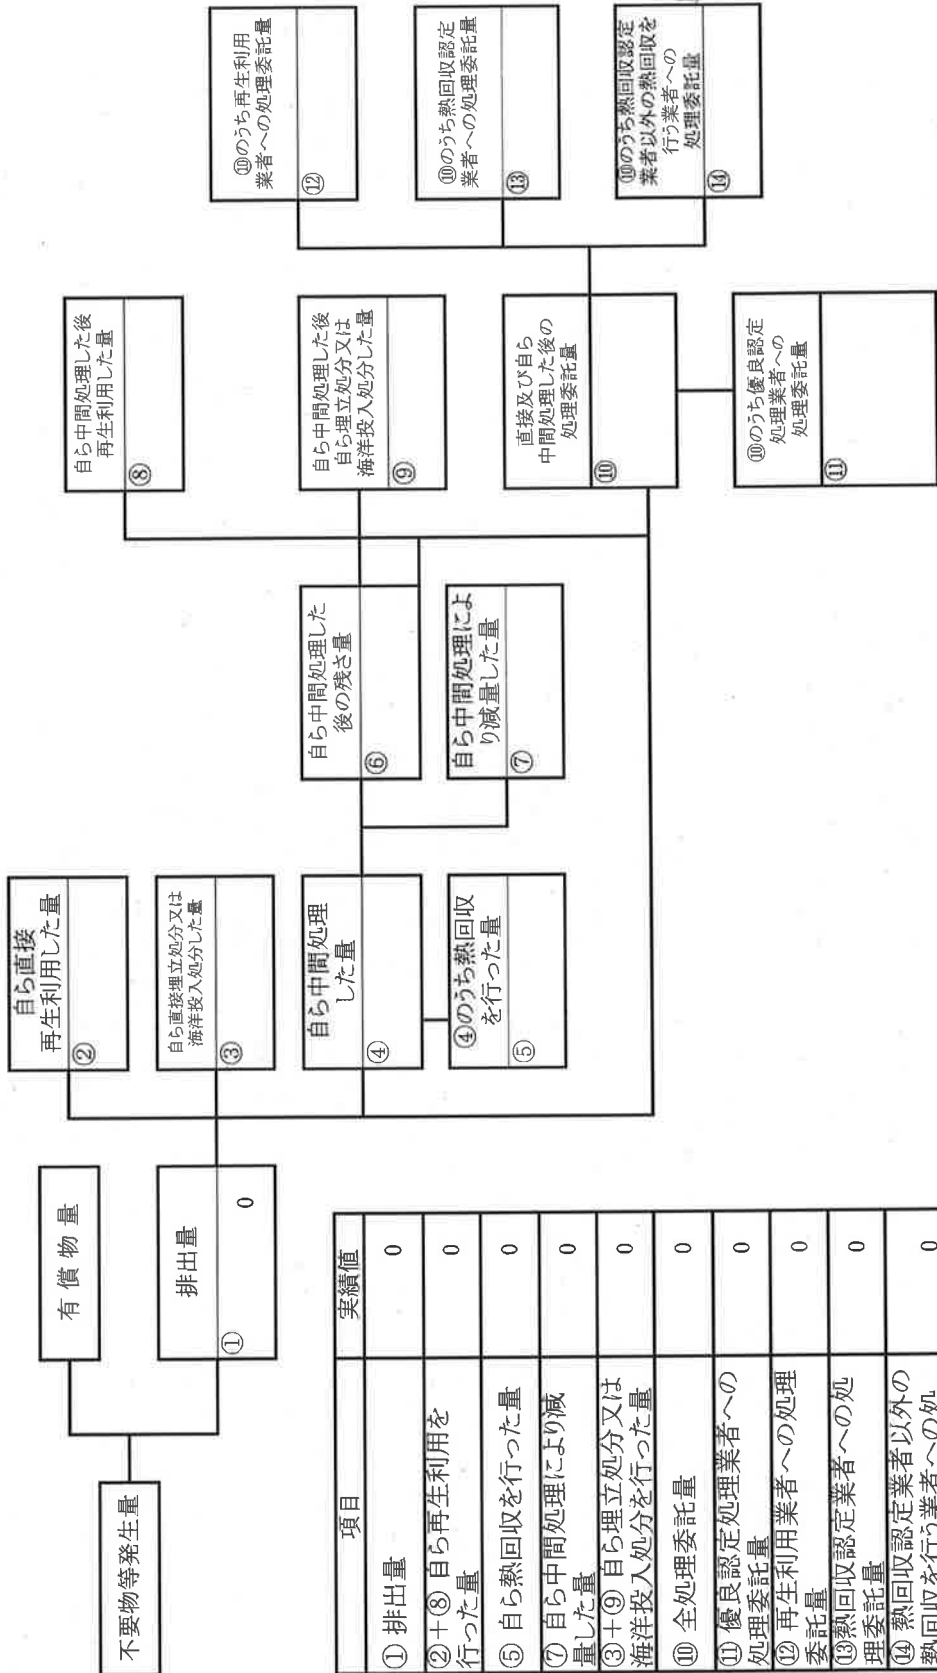 不要物等発生量
有償物量
排出量
①
0
自ら直接
再生利用した量
②
自ら直接埋立処分又は
海洋投入処分した量
③
自ら中間処理
した量
④
④のうち熱回収
を行った量
⑤
自ら中間処理した
後の残さ量
⑥
自ら中間処理によ
り減量した量
⑦
自ら中間処理した後
再生利用した量
⑧
自ら中間処理した後
自ら埋立処分又は
海洋投入処分した量
⑨
直接及び自ら
中間処理した後の
処理委託量
⑩
⑩のうち優良認定
処理業者への
処理委託量
⑪
⑩のうち再生利用
業者への処理委託量
⑫
⑩のうち熱回収認定
業者への処理委託量
⑬
⑩のうち熱回収認定
業者以外の熱回収を
行う業者への
処理委託量
⑭
項目 実績値
① 排出量 0
②+⑧ 自ら再生利用を
行った量 0
⑤ 自ら熱回収を行った量 0
⑦ 自ら中間処理により減
量した量 0
③+⑨ 自ら埋立処分又は
海洋投入処分を行った量 0
⑩ 全処理委託量 0
⑪ 優良認定処理業者への
処理委託量 0
⑫ 再生利用業者への処理
委託量 0
⑬熱回収認定業者への処
理委託量 0
⑭ 熱回収認定業者以外の
熱回収を行う業者への処 0